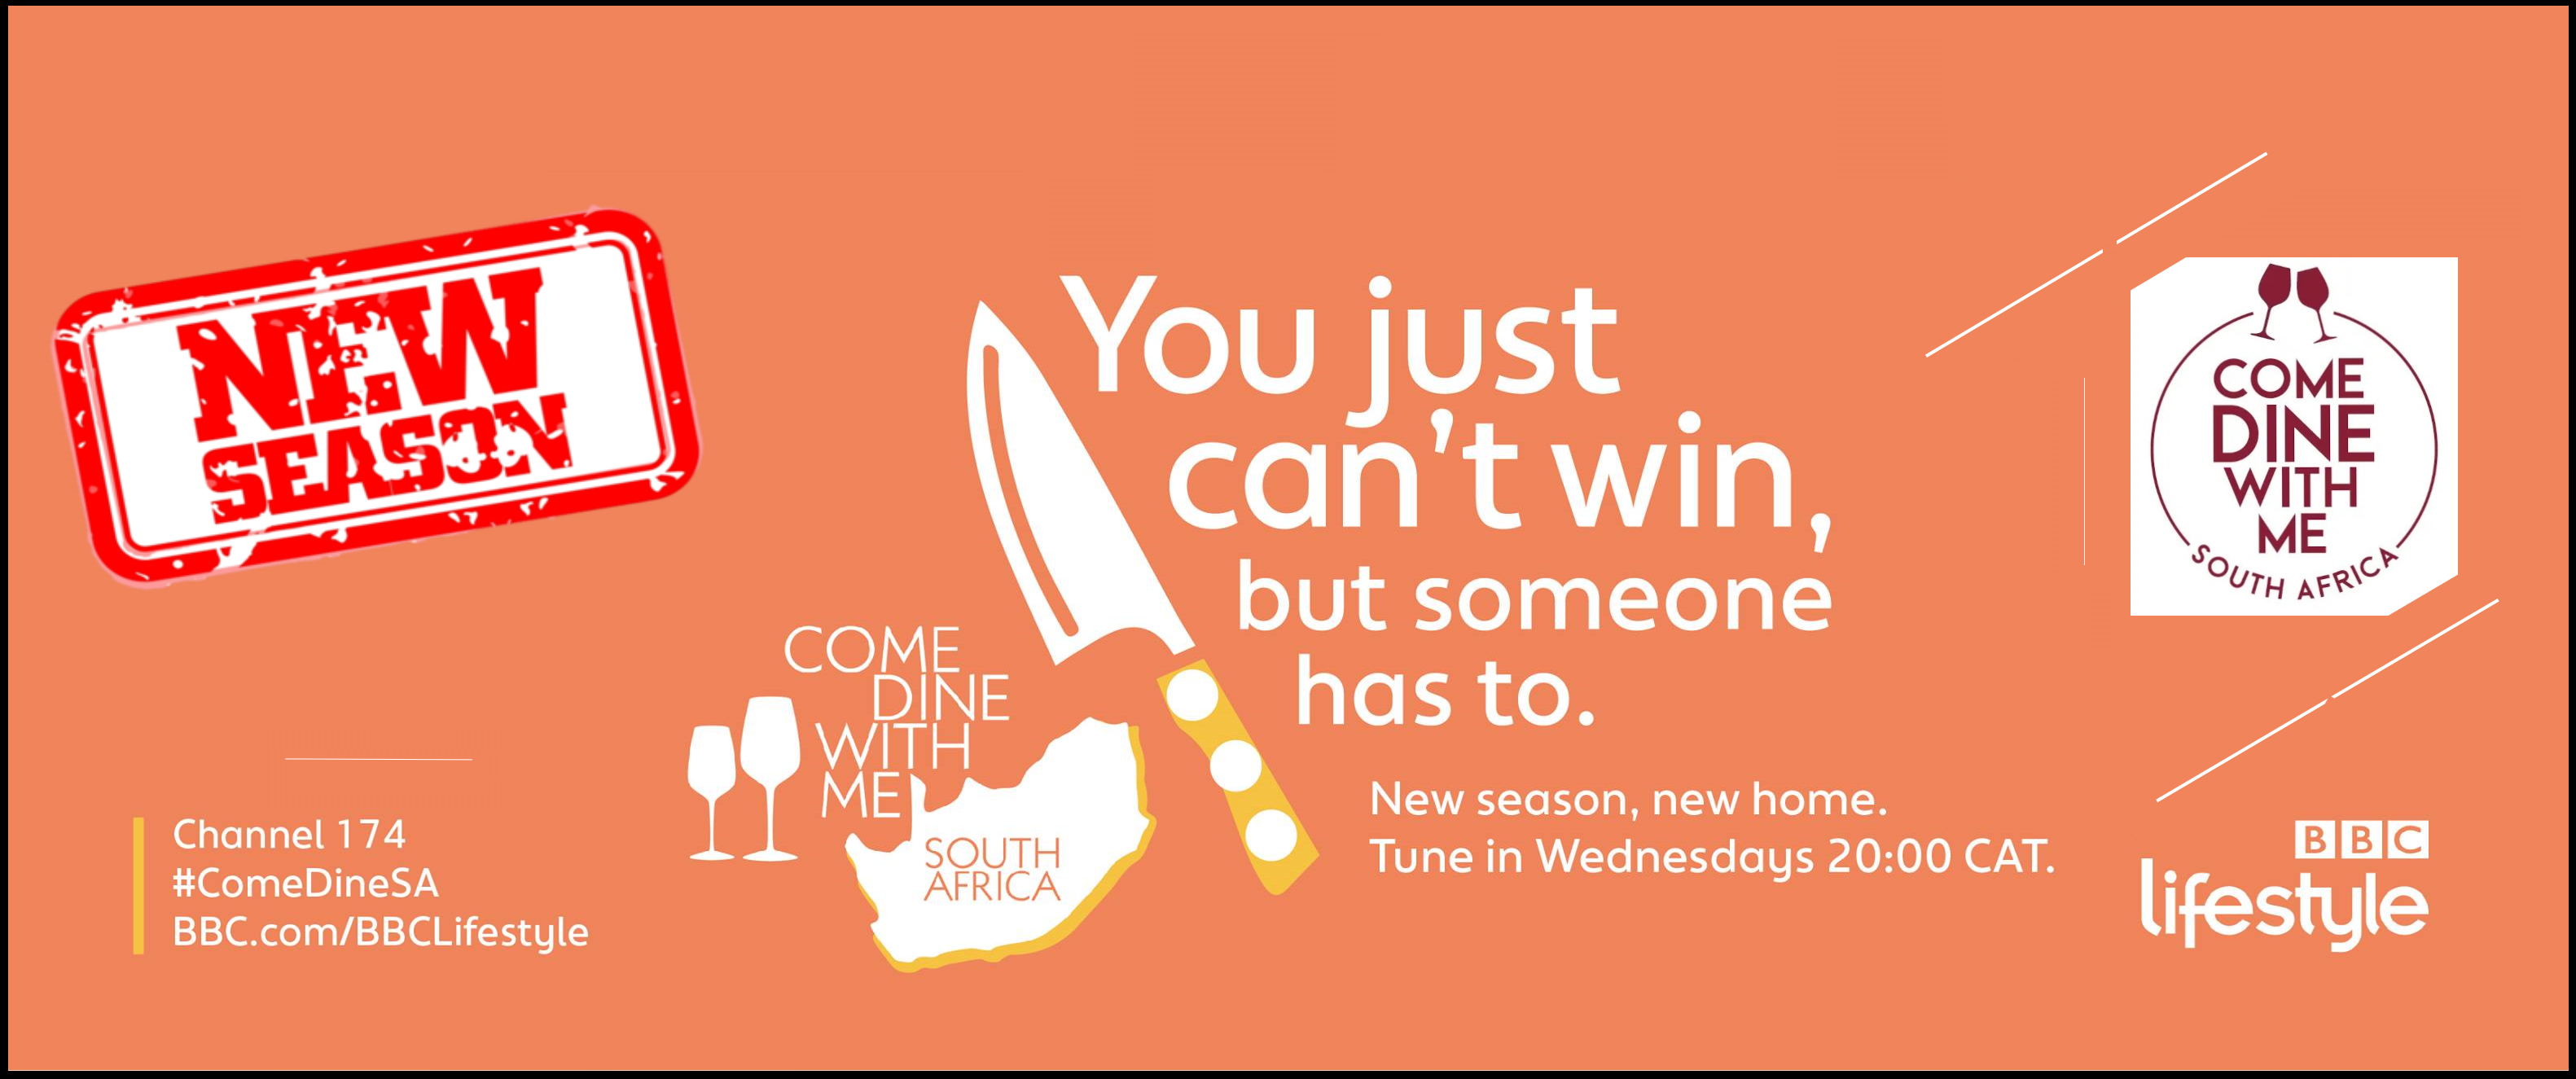 NEW
SEASON
You just
can't win,
but someone
has to.
COME
DINE
WITH
ME
SOUTH
AFRICA
New season, new home.
Tune in Wednesdays 20:00 CAT.
Channel 174
#ComeDineSA
BBC.com/BBCLifestyle
COME
DINE
WITH
ME
SOUTH AFRICA
BBC
lifestyle